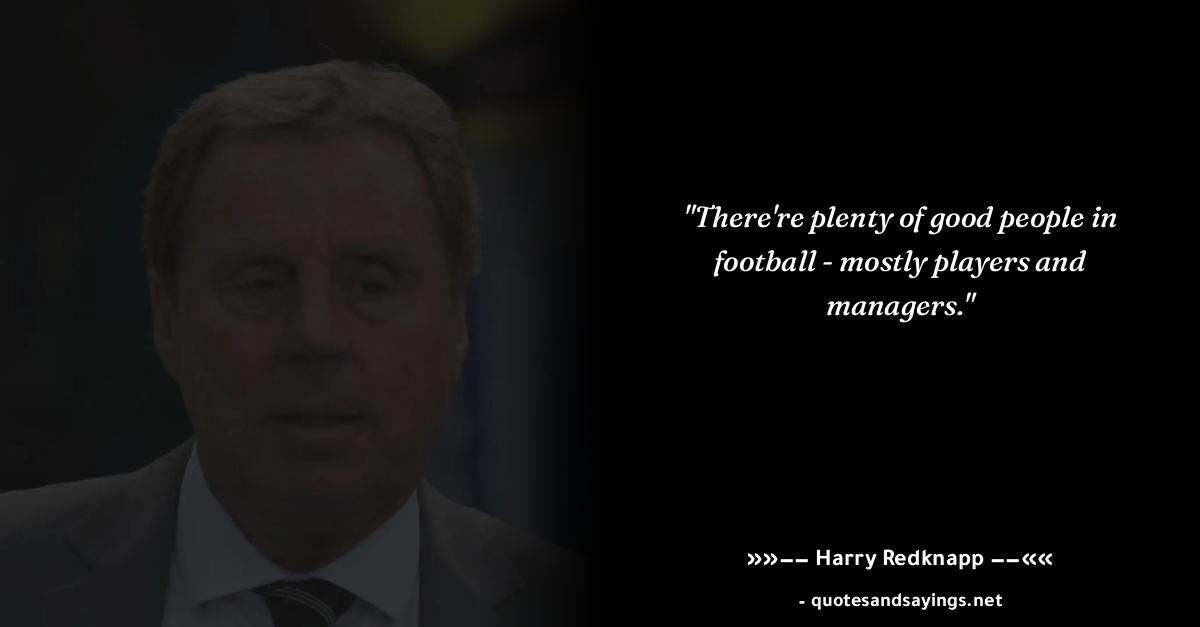 "There're plenty of good people in
football - mostly players and
managers."
»»–– Harry Redknapp ––««
- quotesandsayings.net